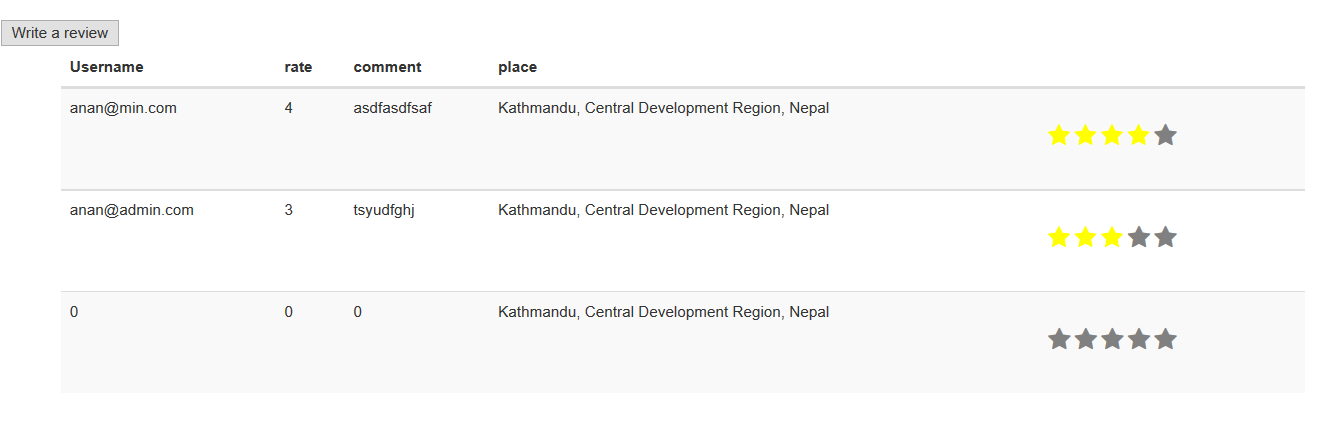 Write a review
Username rate comment place
anan@min.com 4 asdfasdfsaf Kathmandu, Central Development Region, Nepal
anan@admin.com 3 tsyudfghj Kathmandu, Central Development Region, Nepal
0 0 0 Kathmandu, Central Development Region, Nepal